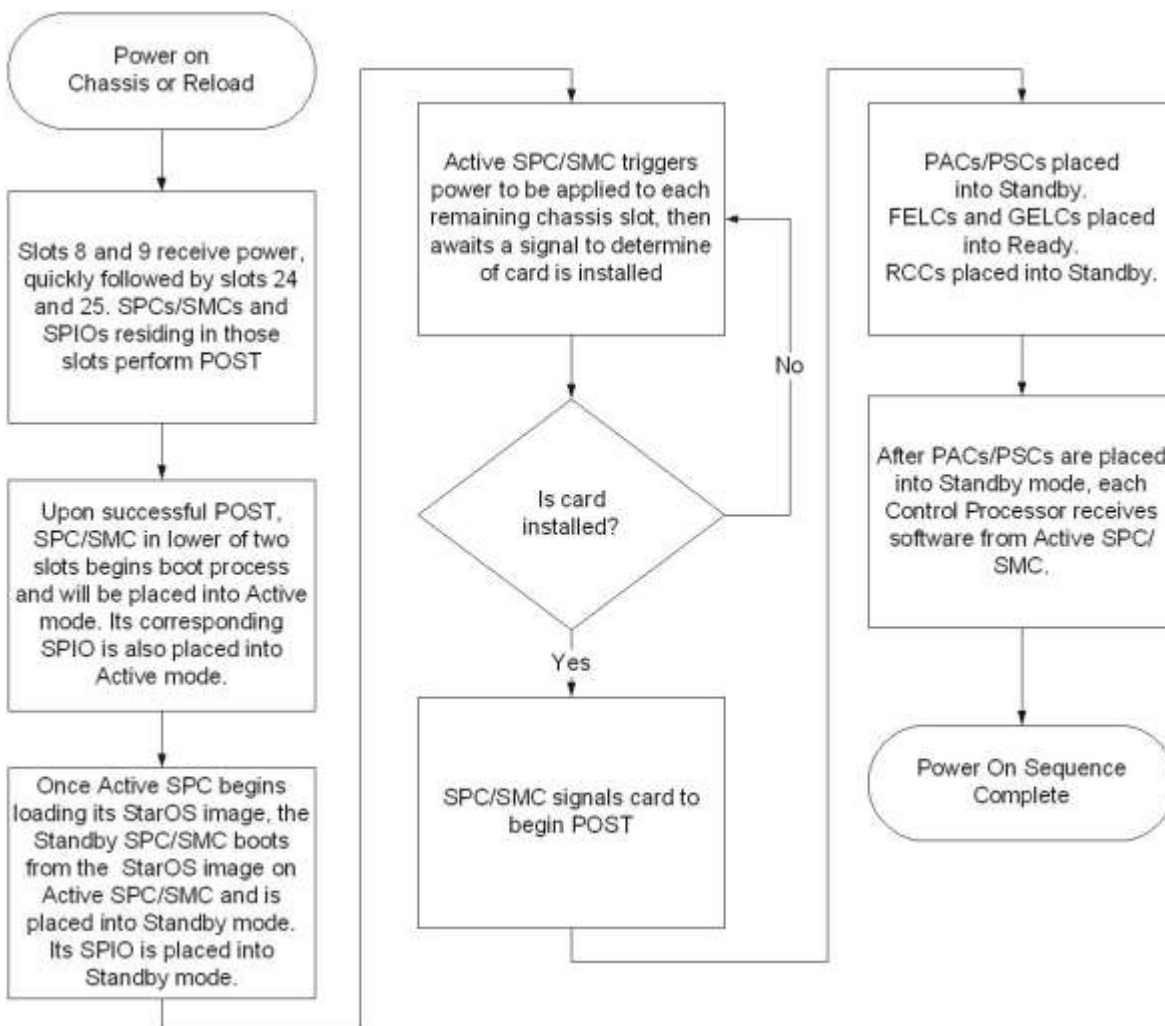 Power on
Chassis or Reload
Slots 8 and 9 receive power,
quickly followed by slots 24
and 25. SPCs/SMCs and
SPIOs residing in those
slots perform POST
Upon successful POST,
SPC/SMC in lower of two
slots begins boot process
and will be placed into Active
mode. Its corresponding
SPIO is also placed into
Active mode.
Once Active SPC begins
loading its StarOS image, the
Standby SPC/SMC boots
from the StarOS image on
Active SPC/SMC and is
placed into Standby mode.
Its SPIO is placed into
Standby mode.
Active SPC/SMC triggers
power to be applied to each
remaining chassis slot, then
awaits a signal to determine
of card is installed
No
Is card
installed?
Yes
SPC/SMC signals card to
begin POST
PACs/PSCs placed
into Standby.
FELCs and GELCs placed
into Ready.
RCCs placed into Standby.
After PACs/PSCs are placed
into Standby mode, each
Control Processor receives
software from Active SPC/
SMC.
Power On Sequence
Complete